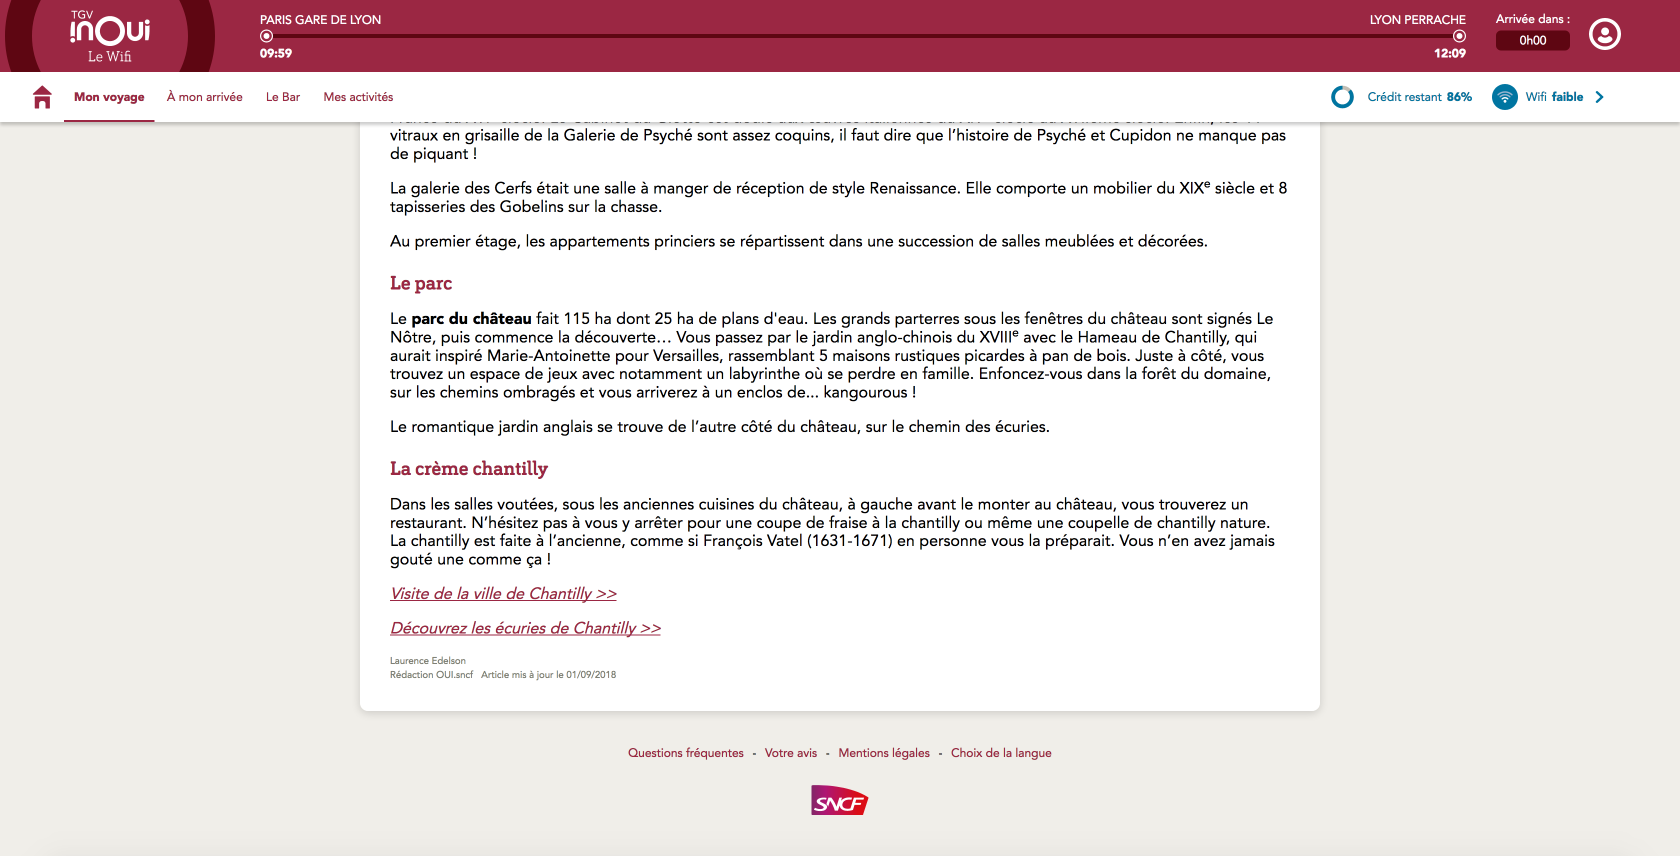 TGV
inOui
Le Wifi
PARIS GARE DE LYON
LYON PERRACHE
09:59
12:09
Arrivée dans :
0h00
Mon voyage
À mon arrivée
Le Bar
Mes activités
Crédit restant 86%
Wifi faible
vitraux en grisaille de la Galerie de Psyché sont assez coquins, il faut dire que l’histoire de Psyché et Cupidon ne manque pas
de piquant !
La galerie des Cerfs était une salle à manger de réception de style Renaissance. Elle comporte un mobilier du XIXe siècle et 8
tapisseries des Gobelins sur la chasse.
Au premier étage, les appartements princiers se répartissent dans une succession de salles meublées et décorées.
Le parc
Le parc du château fait 115 ha dont 25 ha de plans d'eau. Les grands parterres sous les fenêtres du château sont signés Le
Nôtre, puis commence la découverte… Vous passez par le jardin anglo-chinois du XVIIIe avec le Hameau de Chantilly, qui
aurait inspiré Marie-Antoinette pour Versailles, rassemblant 5 maisons rustiques picardes à pan de bois. Juste à côté, vous
trouvez un espace de jeux avec notamment un labyrinthe où se perdre en famille. Enfoncez-vous dans la forêt du domaine,
sur les chemins ombragés et vous arriverez à un enclos de... kangourous !
Le romantique jardin anglais se trouve de l’autre côté du château, sur le chemin des écuries.
La crème chantilly
Dans les salles voutées, sous les anciennes cuisines du château, à gauche avant le monter au château, vous trouverez un
restaurant. N’hésitez pas à vous y arrêter pour une coupe de fraise à la chantilly ou même une coupelle de chantilly nature.
La chantilly est faite à l’ancienne, comme si François Vatel (1631-1671) en personne vous la préparait. Vous n’en avez jamais
gouté une comme ça !
Visite de la ville de Chantilly >>
Découvrez les écuries de Chantilly >>
Laurence Edelson
Rédaction OUI.sncf Article mis à jour le 01/09/2018
Questions fréquentes - Votre avis - Mentions légales - Choix de la langue
SNCF